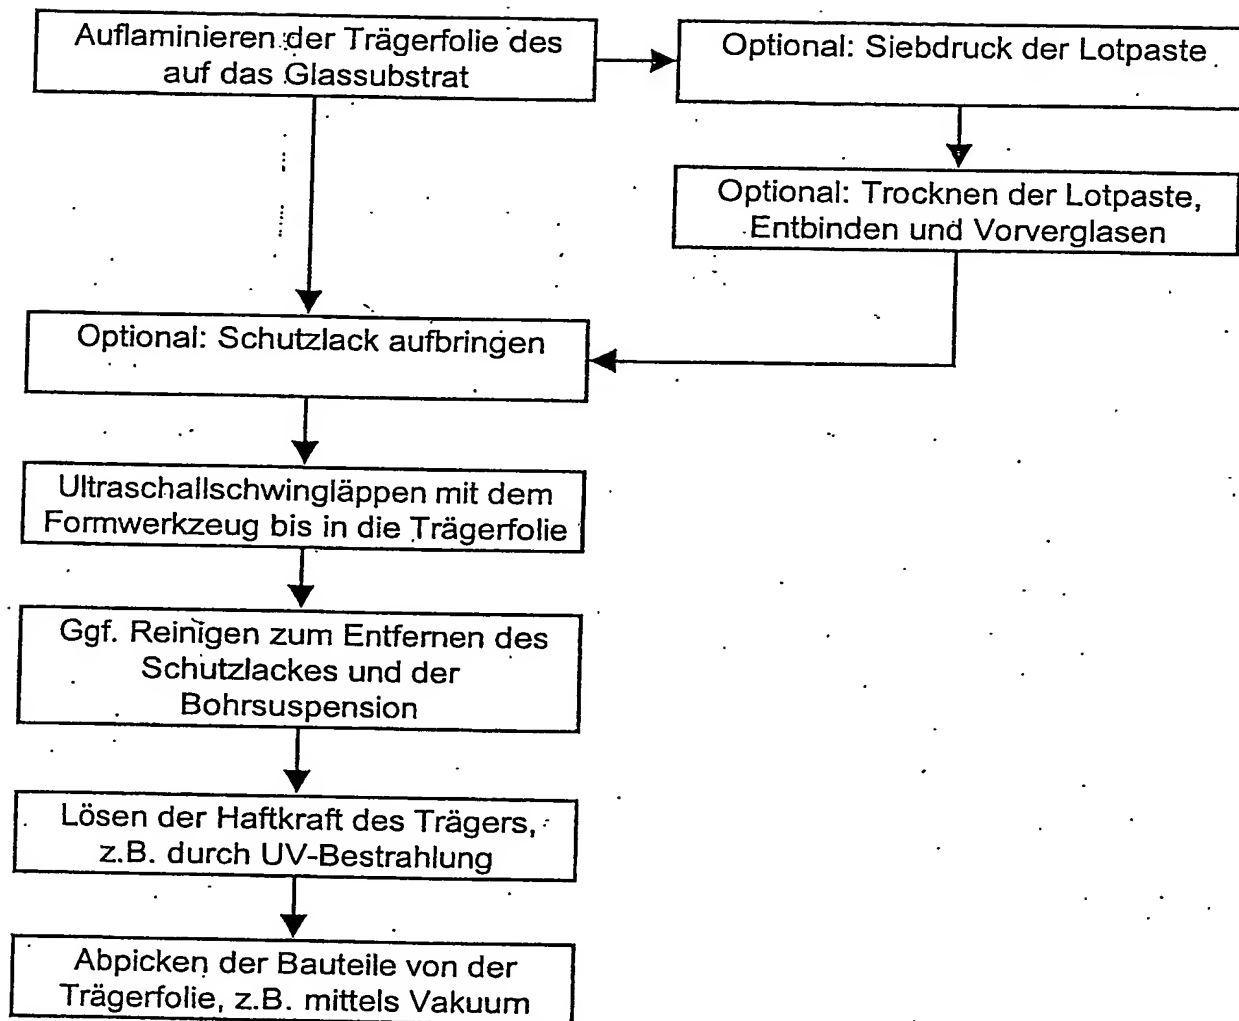 Auflaminieren der Trägerfolie des
auf das Glassubstrat
Optional: Siebdruck der Lotpaste
Optional: Trocknen der Lotpaste,
Entbinden und Vorverglasen
Optional: Schutzlack aufbringen
Ultraschallschwingläppen mit dem
Formwerkzeug bis in die Trägerfolie
Ggf. Reinigen zum Entfernen des
Schutzlackes und der
Bohrsuspension
Lösen der Haftkraft des Trägers,
z.B. durch UV-Bestrahlung
Abpicken der Bauteile von der
Trägerfolie, z.B. mittels Vakuum